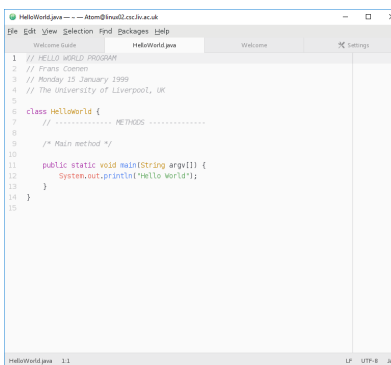 HelloWorld.java — ~ — Atom@linux02.csc.liv.ac.uk
File Edit View Selection Find Packages Help
Welcome Guide HelloWorld.java Welcome Settings
1 // HELLO WORLD PROGRAM
2 // Frans Coenen
3 // Monday 15 January 1999
4 // The University of Liverpool, UK
5
6 class HelloWorld {
7 // ------------- METHODS --------------
8
9 /* Main method */
10
11 public static void main(String argv[]) {
12 System.out.println("Hello World");
13 }
14 }
15
HelloWorld.java 1:1 LF UTF-8